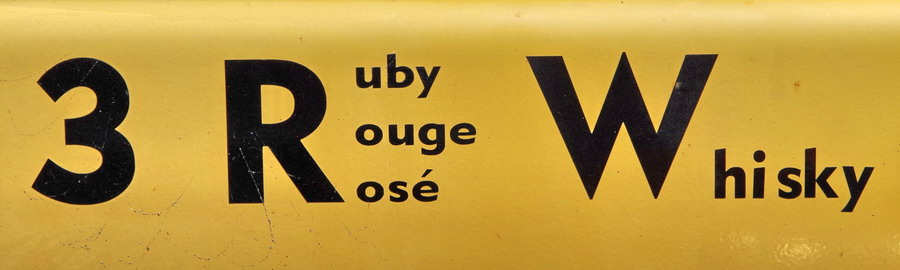 3 R uby
ouge
osé
W hisky